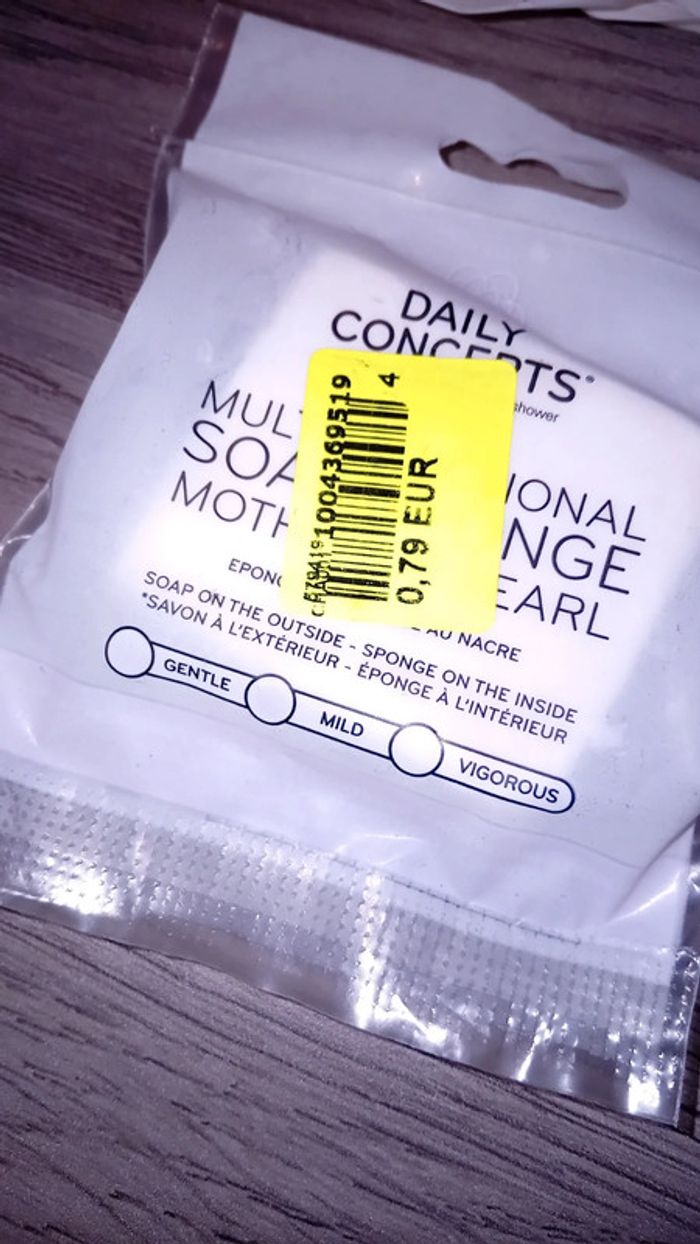 DAILY
CONCEPTS®
shower
MUL IONAL
SOA NGE
MOTH EARL
EPONG AU NACRE
SOAP ON THE OUTSIDE - SPONGE ON THE INSIDE
*SAVON À L'EXTÉRIEUR - ÉPONGE À L'INTÉRIEUR
GENTLE MILD VIGOROUS
1004369519
4
0,79 EUR